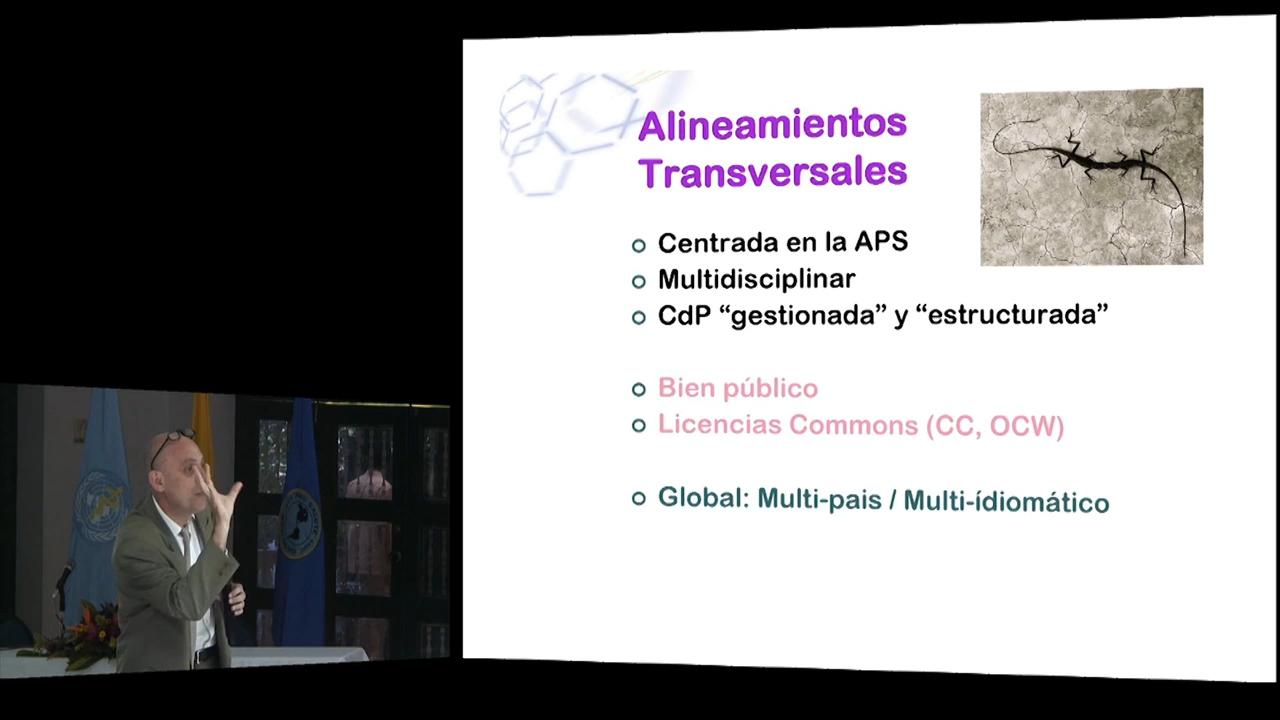 Alineamientos
Transversales
Centrada en la APS
Multidisciplinar
CdP “gestionada” y “estructurada”
Bien público
Licencias Commons (CC, OCW)
Global: Multi-pais / Multi-ídiomático